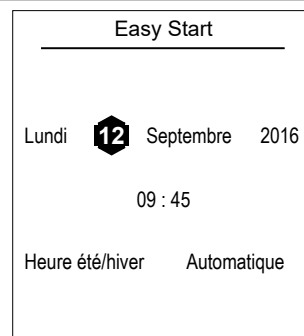 Easy Start
Lundi 12 Septembre 2016
09 : 45
Heure été/hiver Automatique